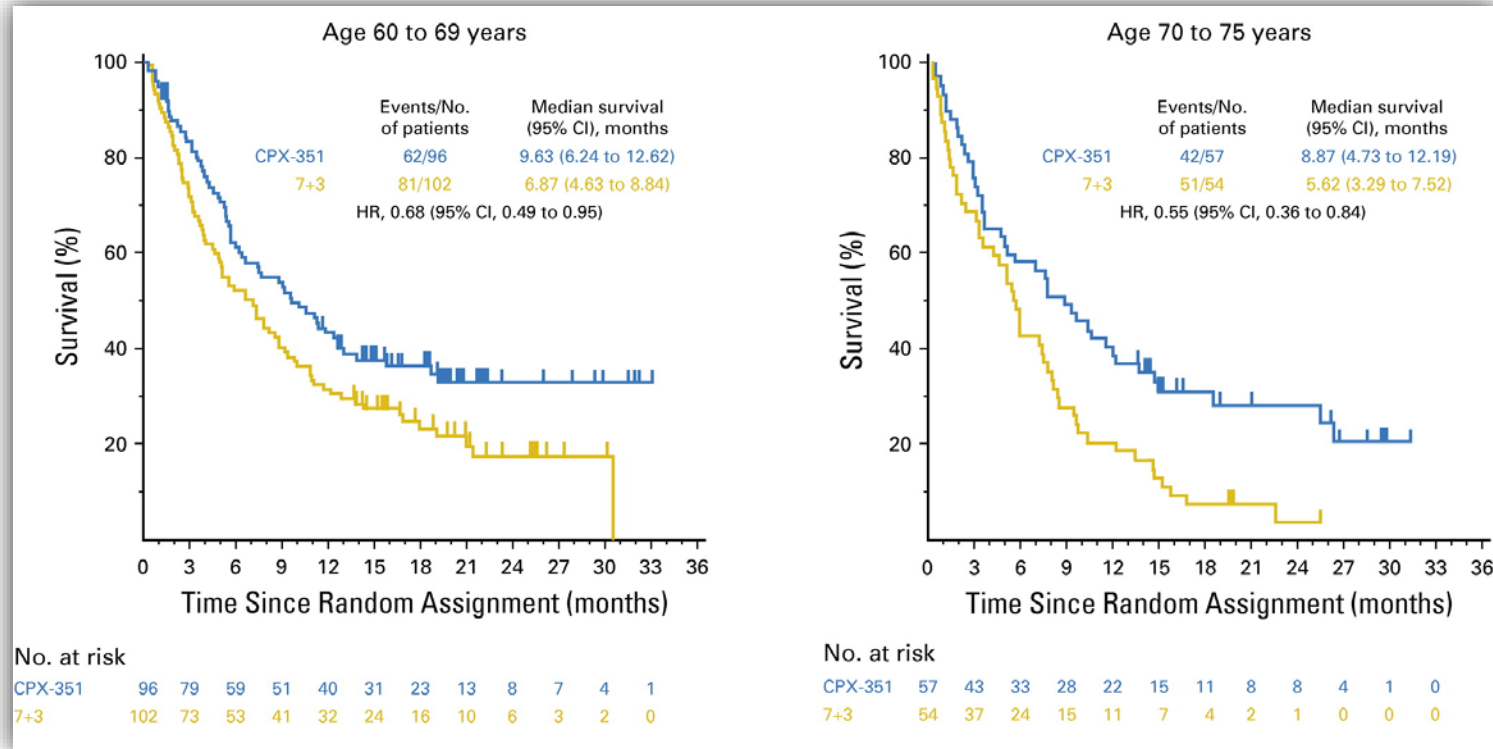 Age 60 to 69 years
Survival (%)
100
80
60
40
20
Events/No. of patients
Median survival (95% CI), months
CPX-351 62/96 9.63 (6.24 to 12.62)
7+3 81/102 6.87 (4.63 to 8.84)
HR, 0.68 (95% CI, 0.49 to 0.95)
0 3 6 9 12 15 18 21 24 27 30 33 36
Time Since Random Assignment (months)
No. at risk
CPX-351 96 79 59 51 40 31 23 13 8 7 4 1
7+3 102 73 53 41 32 24 16 10 6 3 2 0
Age 70 to 75 years
Survival (%)
100
80
60
40
20
Events/No. of patients
Median survival (95% CI), months
CPX-351 42/57 8.87 (4.73 to 12.19)
7+3 51/54 5.62 (3.29 to 7.52)
HR, 0.55 (95% CI, 0.36 to 0.84)
0 3 6 9 12 15 18 21 24 27 30 33 36
Time Since Random Assignment (months)
No. at risk
CPX-351 57 43 33 28 22 15 11 8 8 4 1 0
7+3 54 37 24 15 11 7 4 2 1 0 0 0